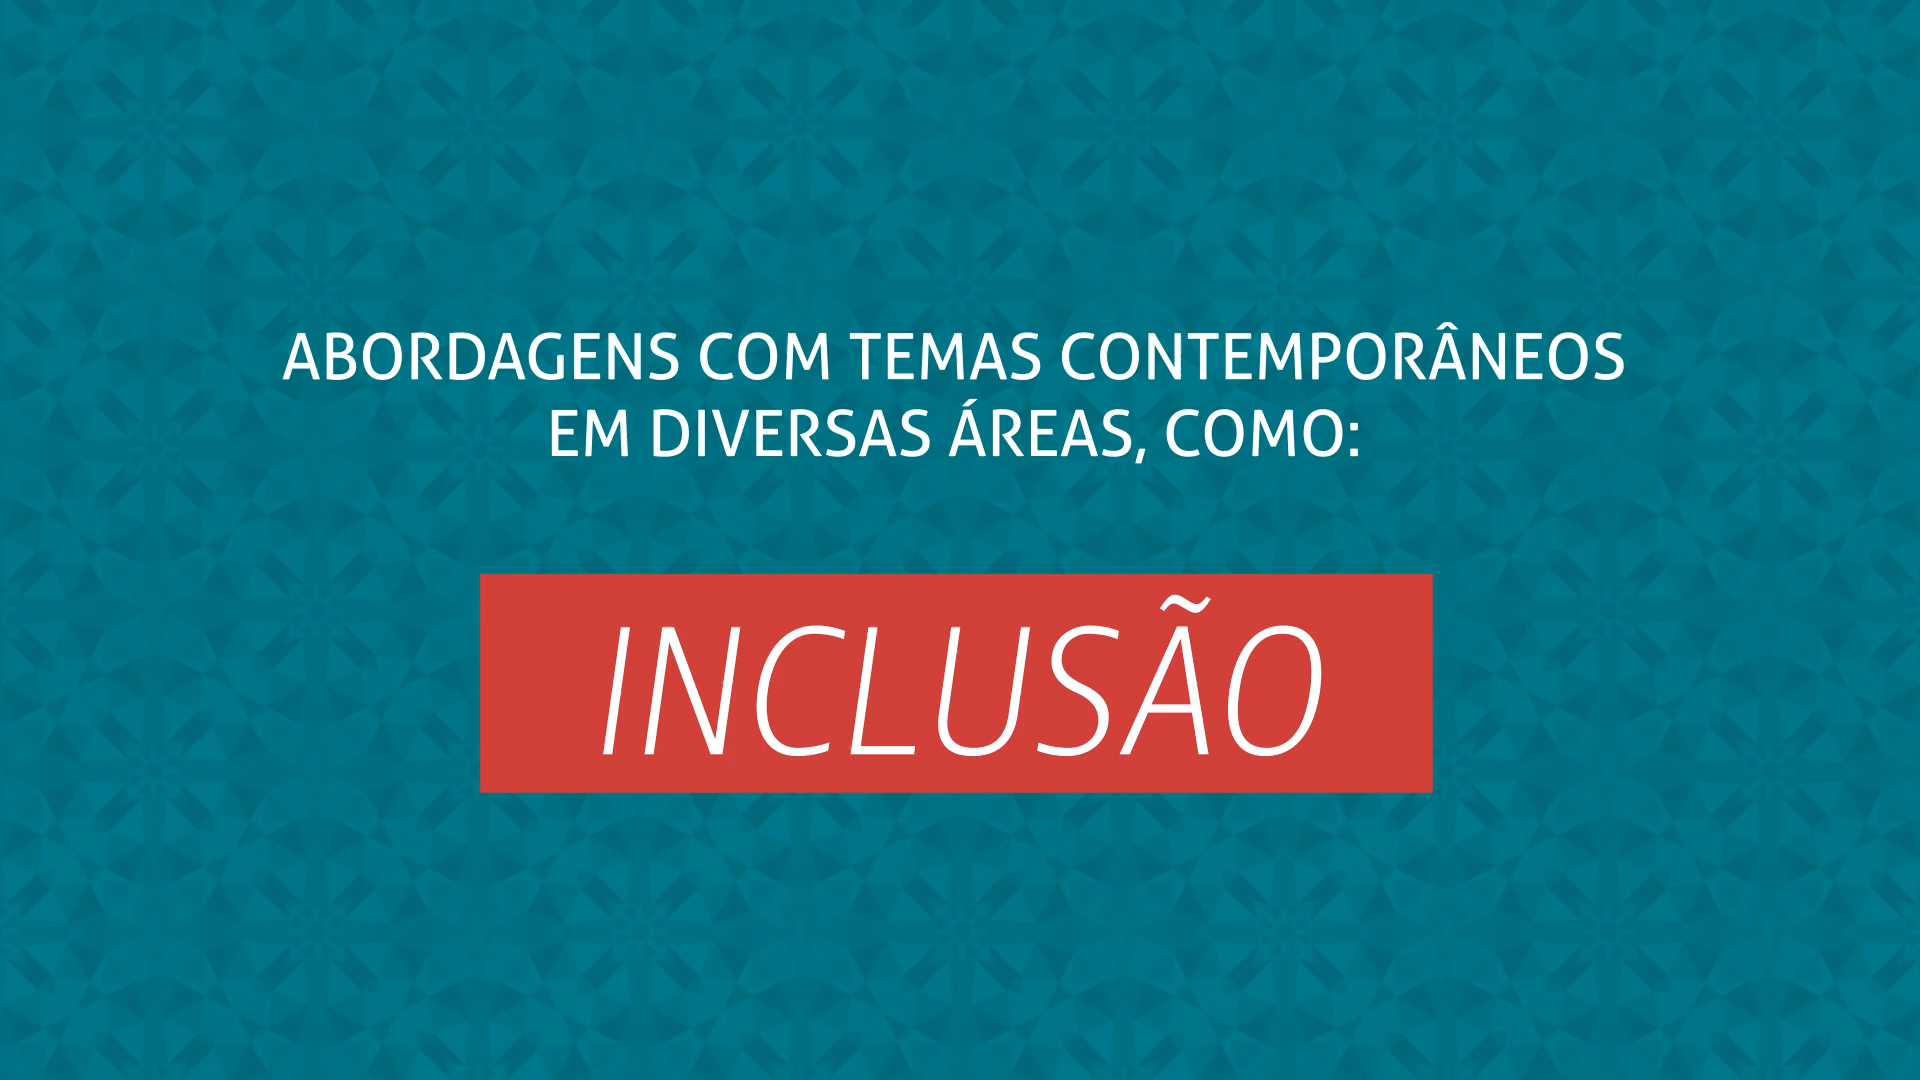 ABORDAGENS COM TEMAS CONTEMPORÂNEOS
EM DIVERSAS ÁREAS, COMO:
INCLUSÃO